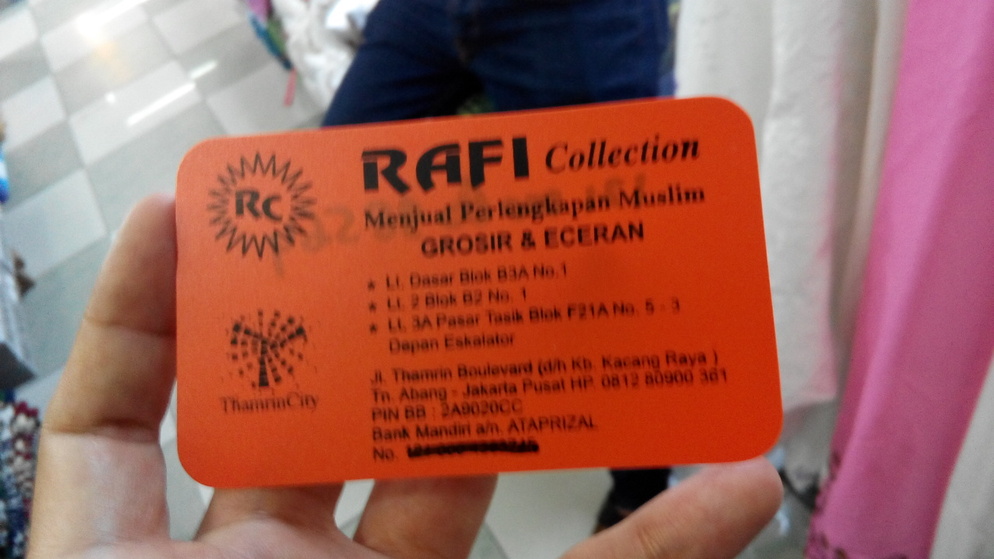 RAFI Collection
Rc
Menjual Perlengkapan Muslim
GROSIR & ECERAN
Lt. Dasar Blok B3A No.1
Lt. 2 Blok B2 No. 1
Lt. 3A Pasar Tasik Blok F21A No. 5 - 3
Depan Eskalator
ThamrinCity
Jl. Thamrin Boulevard (d/h Kb. Kacang Raya )
Tn. Abang - Jakarta Pusat HP. 0812 80900 361
PIN BB : 2A9020CC
Bank Mandiri a/n. ATAPRIZAL
No.